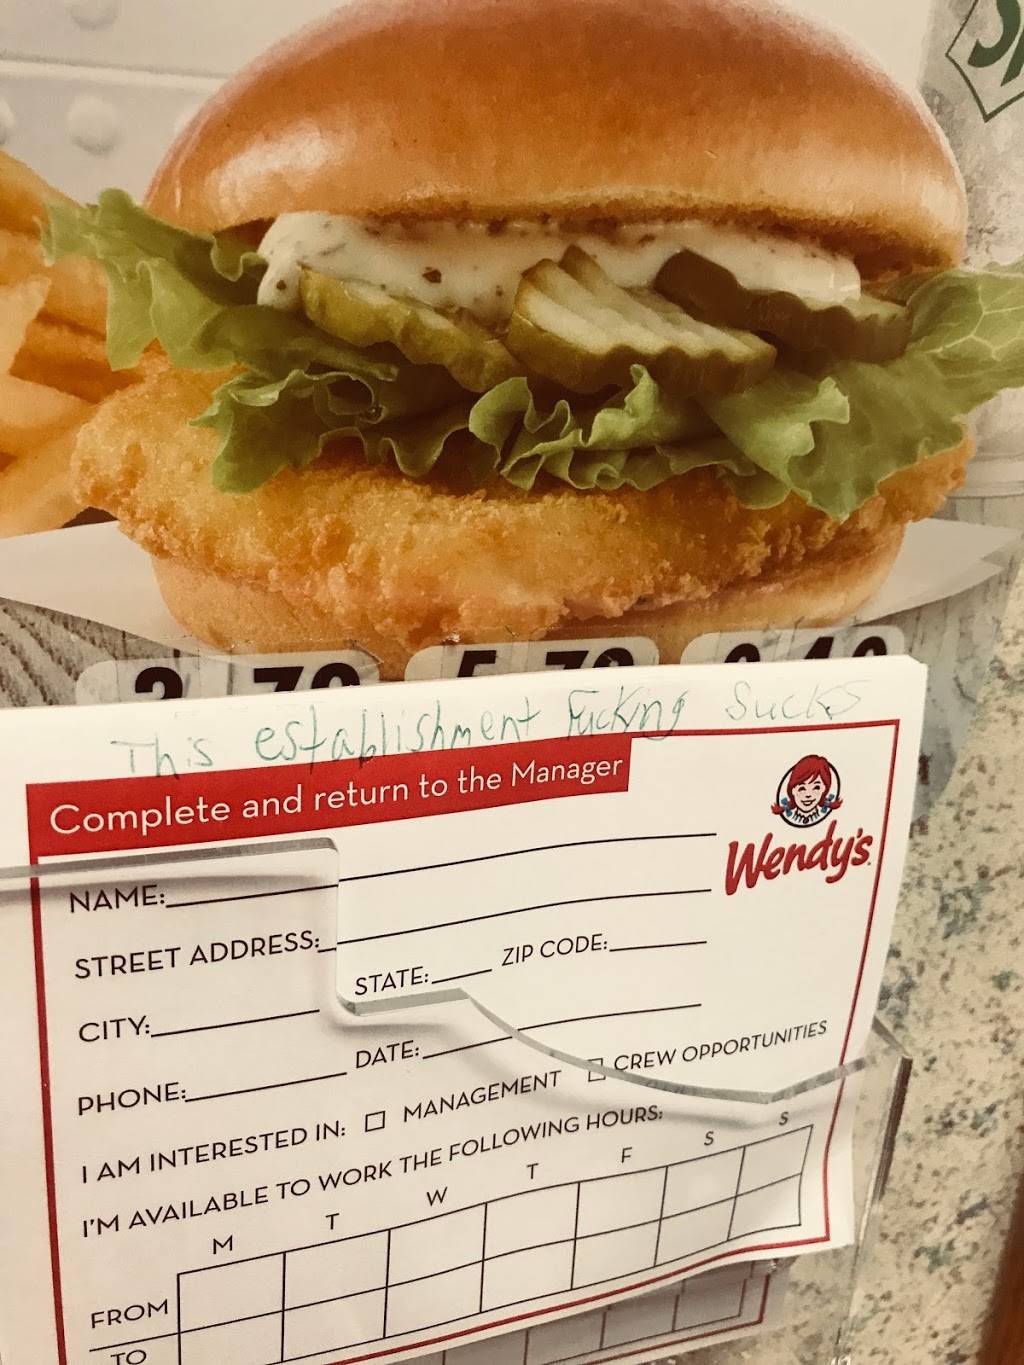 This establishment Fucking Sucks
Complete and return to the Manager
Wendy's
NAME:
STREET ADDRESS:
CITY:
STATE:
ZIP CODE:
PHONE:
DATE:
I AM INTERESTED IN: MANAGEMENT CREW OPPORTUNITIES
I'M AVAILABLE TO WORK THE FOLLOWING HOURS:
M T W T F S S
FROM
TO